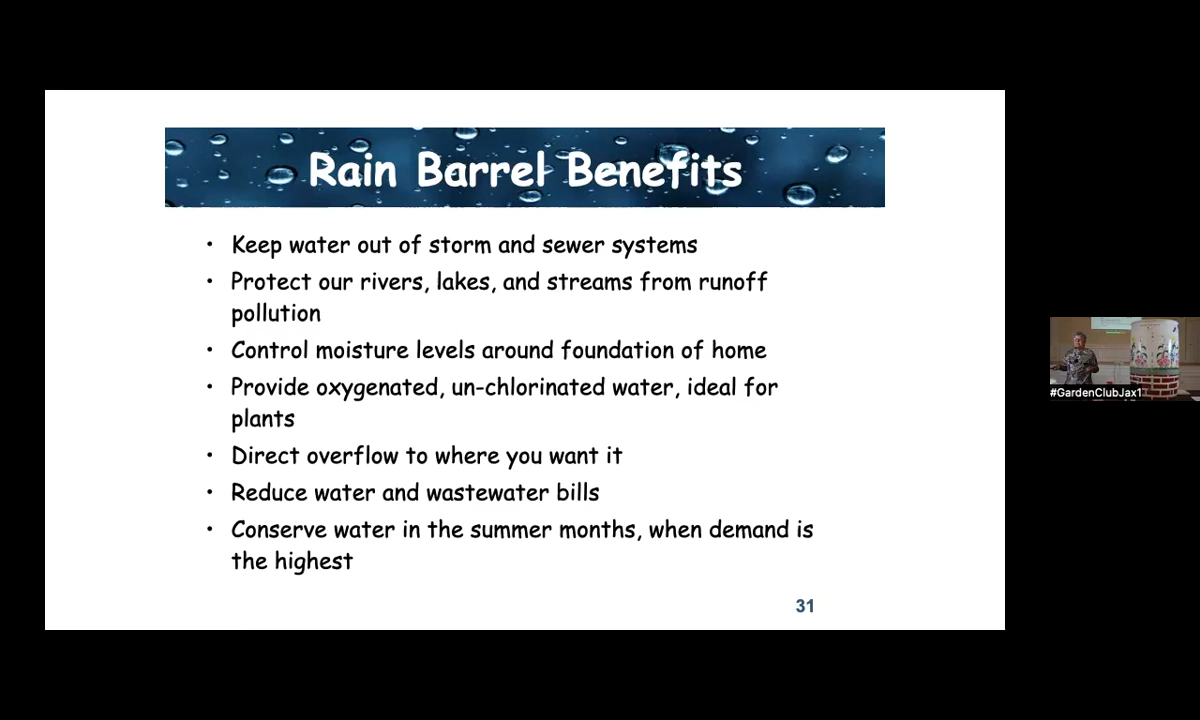 Rain Barrel Benefits
• Keep water out of storm and sewer systems
• Protect our rivers, lakes, and streams from runoff
pollution
• Control moisture levels around foundation of home
• Provide oxygenated, un-chlorinated water, ideal for
plants
• Direct overflow to where you want it
• Reduce water and wastewater bills
• Conserve water in the summer months, when demand is
the highest
31
#GardenClubJax1